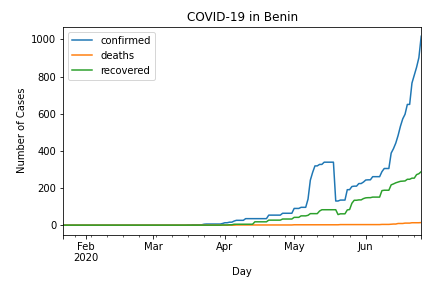 COVID-19 in Benin
confirmed
deaths
recovered
Number of Cases
1000
800
600
400
200
0
Feb
2020
Mar
Apr
May
Jun
Day